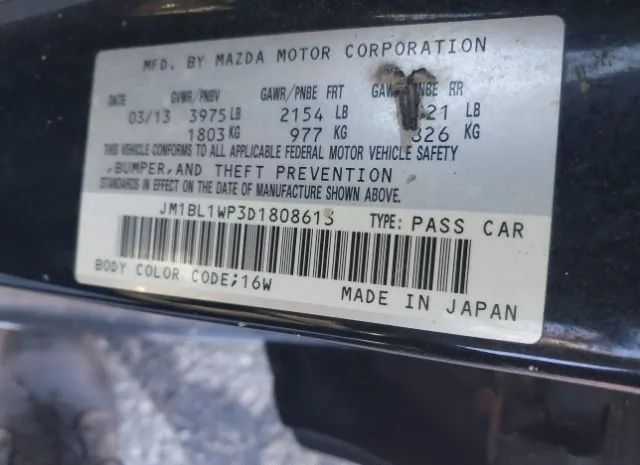 MFD. BY MAZDA MOTOR CORPORATION
DATE GVWR/PNBV GAWR/PNBE FRT RR
03/13 3975 LB 2154 LB LB
1803 KG 977 KG 826 KG
THIS VEHICLE CONFORMS TO ALL APPLICABLE FEDERAL MOTOR VEHICLE SAFETY
,BUMPER,AND THEFT PREVENTION
STANDARDS IN EFFECT ON THE DATE OF MANUFACTURE SHOWN ABOVE.
JM1BL1WP3D1808613 TYPE: PASS CAR
BODY COLOR CODE;16W
MADE IN JAPAN